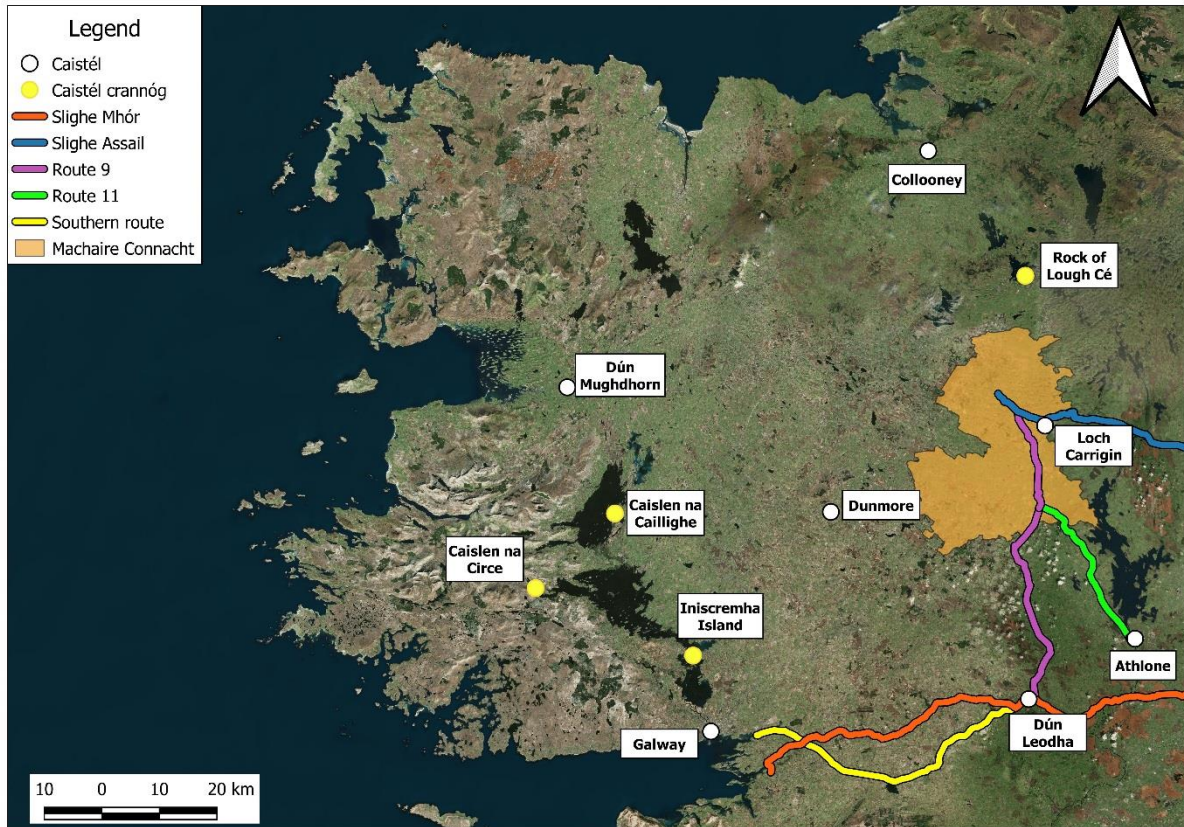 Legend
Caistél
Caistél crannóg
Slighe Mhór
Slighe Assail
Route 9
Route 11
Southern route
Machaire Connacht
Collooney
Rock of
Lough Cé
Dún
Mughdhorn
Loch
Carrigin
Caislen na
Caillighe
Dunmore
Caislen na
Circe
Iniscremha
Island
Athlone
Galway
Dún
Leodha
10 0 10 20 km